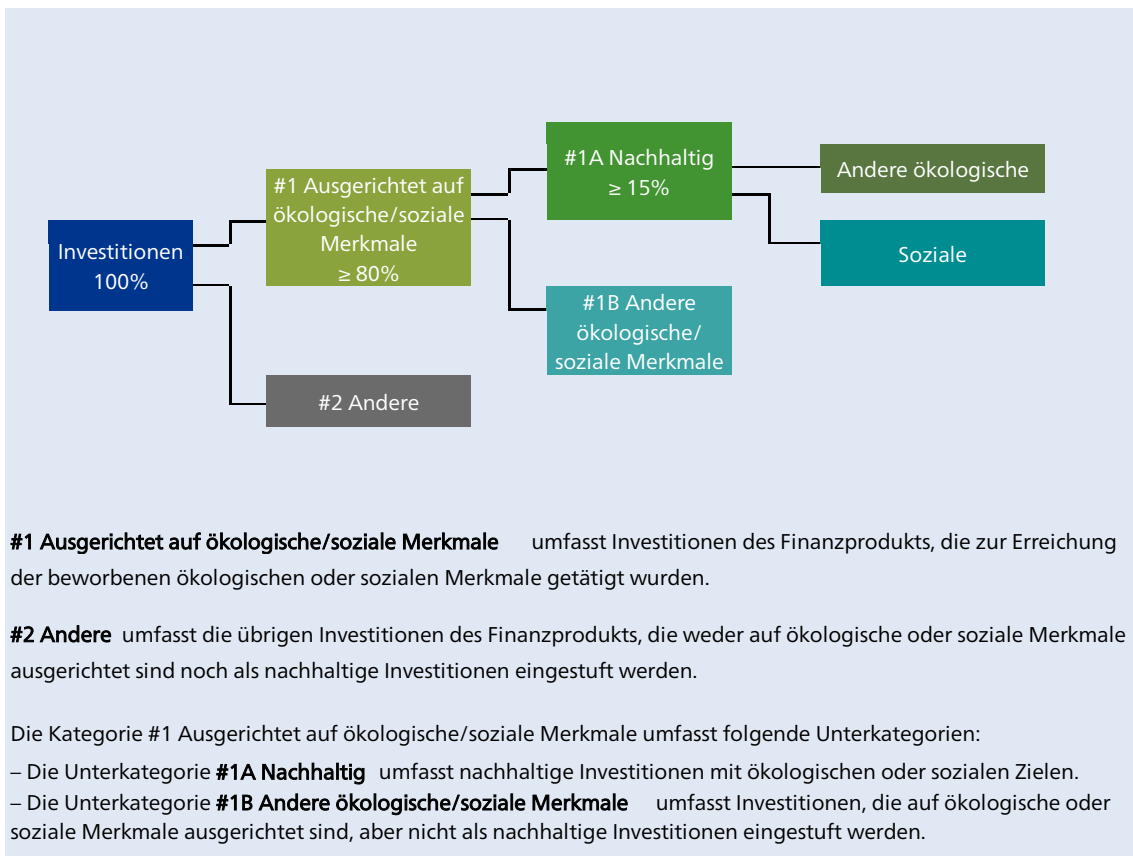 Investitionen
100%
#1 Ausgerichtet auf
ökologische/soziale
Merkmale
≥ 80%
#2 Andere
#1A Nachhaltig
≥ 15%
#1B Andere
ökologische/
soziale Merkmale
Andere ökologische
Soziale
#1 Ausgerichtet auf ökologische/soziale Merkmale umfasst Investitionen des Finanzprodukts, die zur Erreichung
der beworbenen ökologischen oder sozialen Merkmale getätigt wurden.
#2 Andere umfasst die übrigen Investitionen des Finanzprodukts, die weder auf ökologische oder soziale Merkmale
ausgerichtet sind noch als nachhaltige Investitionen eingestuft werden.
Die Kategorie #1 Ausgerichtet auf ökologische/soziale Merkmale umfasst folgende Unterkategorien:
– Die Unterkategorie #1A Nachhaltig umfasst nachhaltige Investitionen mit ökologischen oder sozialen Zielen.
– Die Unterkategorie #1B Andere ökologische/soziale Merkmale umfasst Investitionen, die auf ökologische oder
soziale Merkmale ausgerichtet sind, aber nicht als nachhaltige Investitionen eingestuft werden.